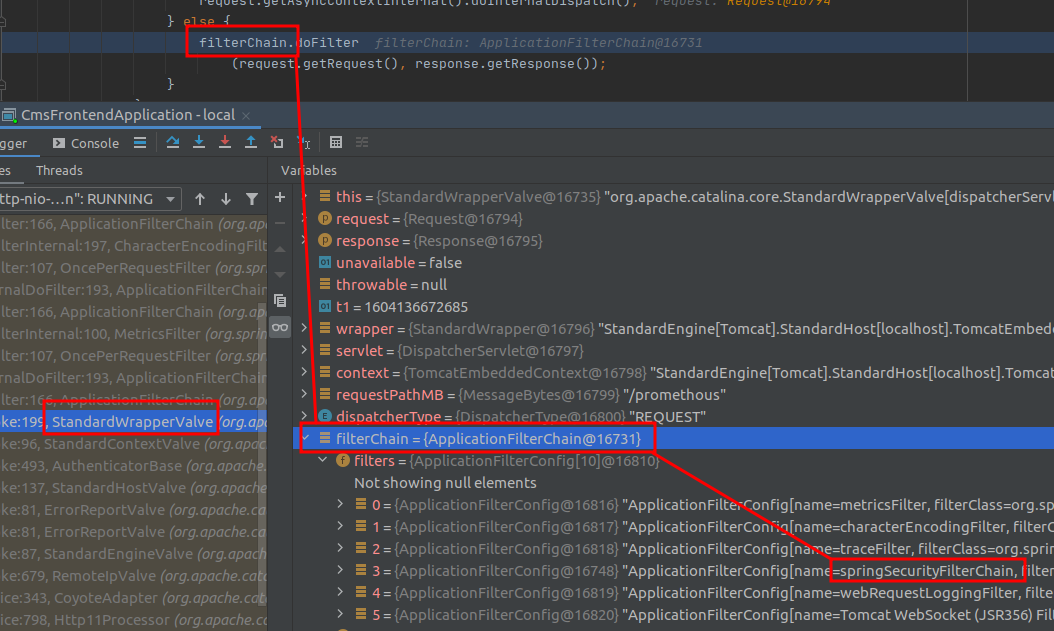 request.getAsyncContextInternal().doInternalDispatch(); request: Request@16794
} else {
filterChain.doFilter filterChain: ApplicationFilterChain@16731
(request.getRequest(), response.getResponse());
}
CmsFrontendApplication - local ×
gger Console
es Threads Variables
ttp-nio-...n": RUNNING
lter:166, ApplicationFilterChain (org.ap
lterInternal:197, CharacterEncodingFilt
lter:107, OncePerRequestFilter (org.spr
rnalDoFilter:193, ApplicationFilterChain
lter:166, ApplicationFilterChain (org.ap
lterInternal:100, MetricsFilter (org.spri
lter:107, OncePerRequestFilter (org.spr
rnalDoFilter:193, ApplicationFilterChain
lter:166, ApplicationFilterChain (org.ap
ke:199, StandardWrapperValve (org.apa
ke:96, StandardContextValve (org.apach
ke:493, AuthenticatorBase (org.apache.
ke:137, StandardHostValve (org.apache
ke:81, ErrorReportValve (org.apache.ca
ke:81, ErrorReportValve (org.apache.ca
ke:87, StandardEngineValve (org.apach
ke:679, RemoteIpValve (org.apache.cat
ice:343, CoyoteAdapter (org.apache.ca
ice:798, Http11Processor (org.apache.co
this = {StandardWrapperValve@16735} "org.apache.catalina.core.StandardWrapperValve[dispatcherServl
request = {Request@16794}
response = {Response@16795}
unavailable = false
throwable = null
t1 = 1604136672685
wrapper = {StandardWrapper@16796} "StandardEngine[Tomcat].StandardHost[localhost].TomcatEmbedde
servlet = {DispatcherServlet@16797}
context = {TomcatEmbeddedContext@16798} "StandardEngine[Tomcat].StandardHost[localhost].Tomcat
requestPathMB = {MessageBytes@16799} "/promethous"
dispatcherType = {DispatcherType@16800} "REQUEST"
filterChain = {ApplicationFilterChain@16731}
filters = {ApplicationFilterConfig[10]@16810}
Not showing null elements
0 = {ApplicationFilterConfig@16816} "ApplicationFilterConfig[name=metricsFilter, filterClass=org.sp
1 = {ApplicationFilterConfig@16817} "ApplicationFilterConfig[name=characterEncodingFilter, filterC
2 = {ApplicationFilterConfig@16818} "ApplicationFilterConfig[name=traceFilter, filterClass=org.sprin
3 = {ApplicationFilterConfig@16748} "ApplicationFilterConfig[name=springSecurityFilterChain, filter
4 = {ApplicationFilterConfig@16819} "ApplicationFilterConfig[name=webRequestLoggingFilter, filte
5 = {ApplicationFilterConfig@16820} "ApplicationFilterConfig[name=Tomcat WebSocket (JSR356) Fil